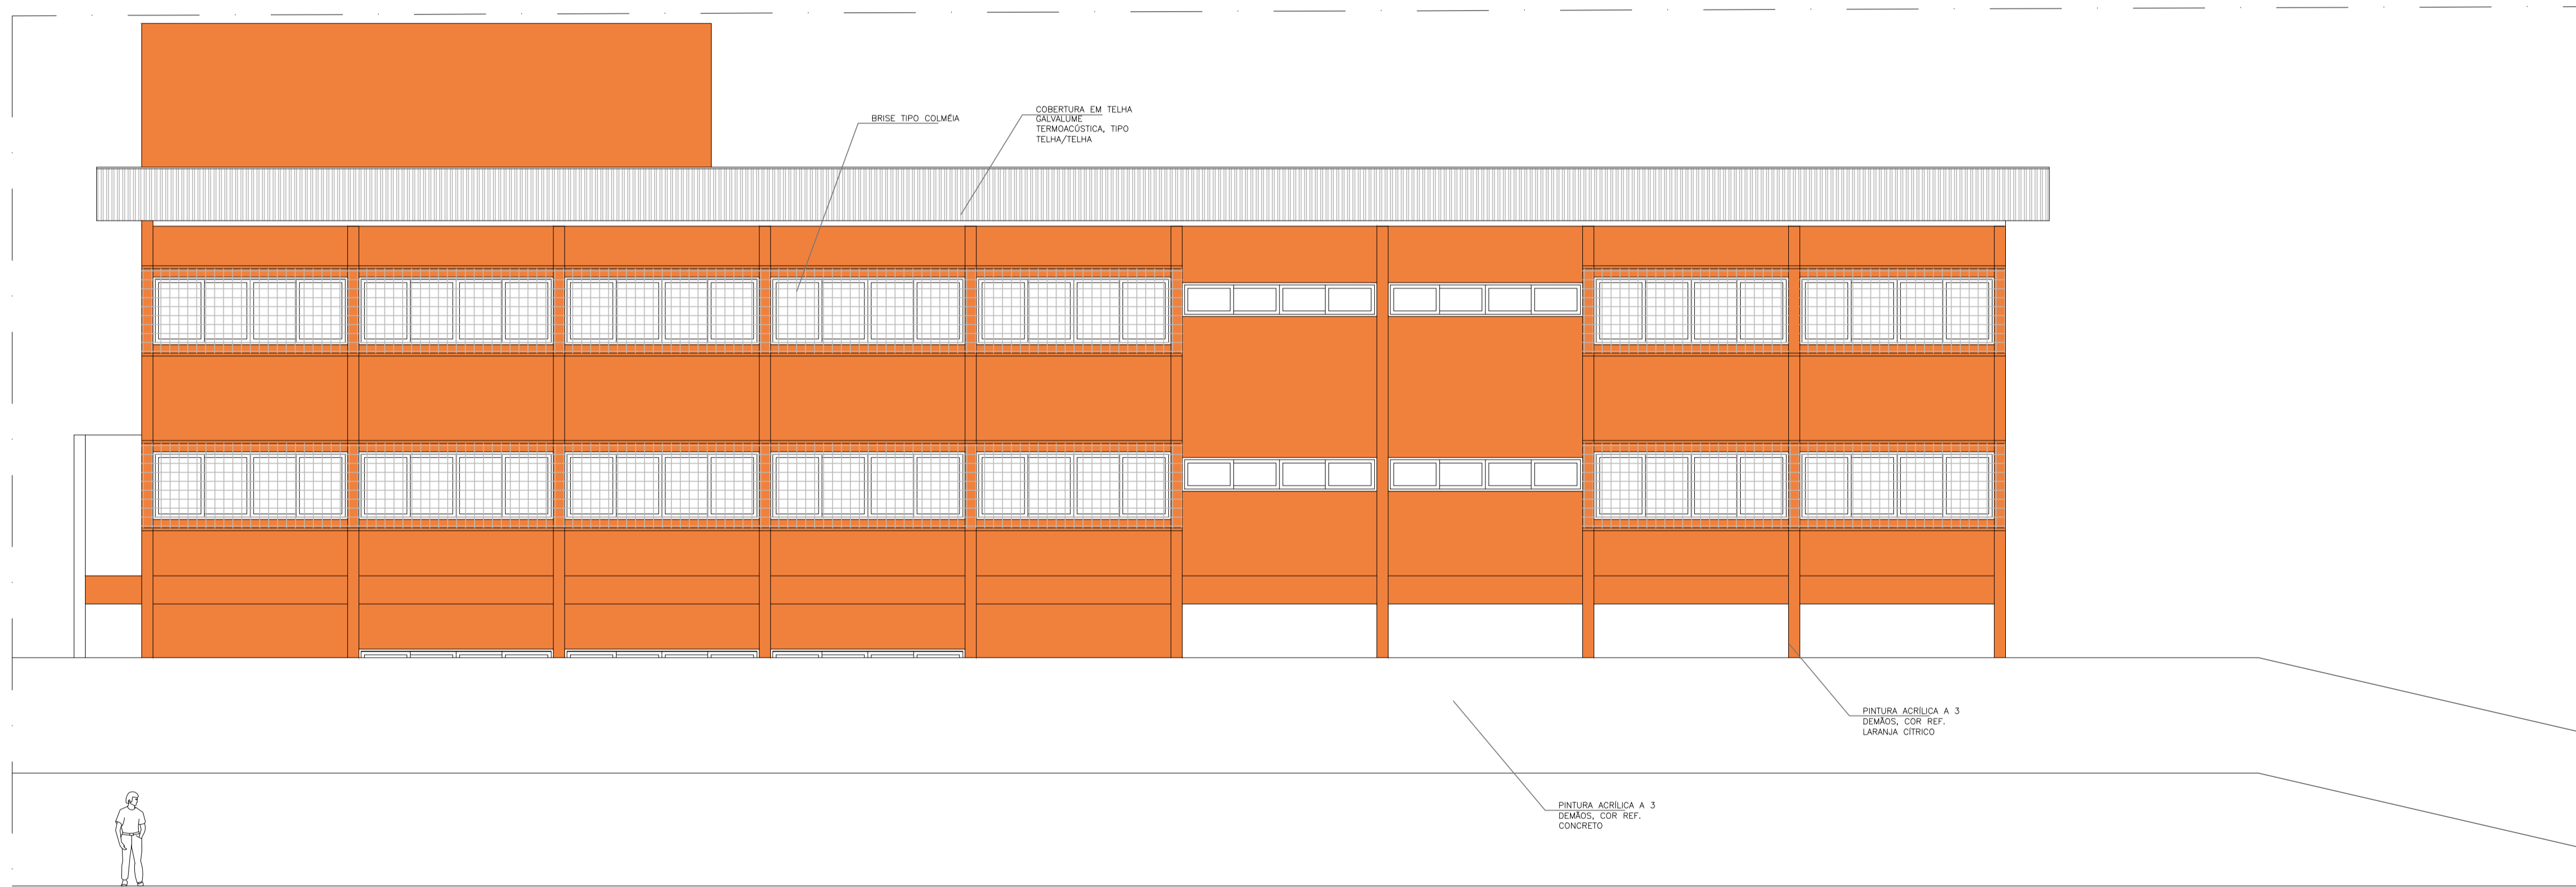 BRISE TIPO COLMÉIA
COBERTURA EM TELHA
GALVALUME
TERMOACÚSTICA, TIPO
TELHA/TELHA
PINTURA ACRÍLICA A 3
DEMÃOS, COR REF.
LARANJA CÍTRICO
PINTURA ACRÍLICA A 3
DEMÃOS, COR REF.
CONCRETO